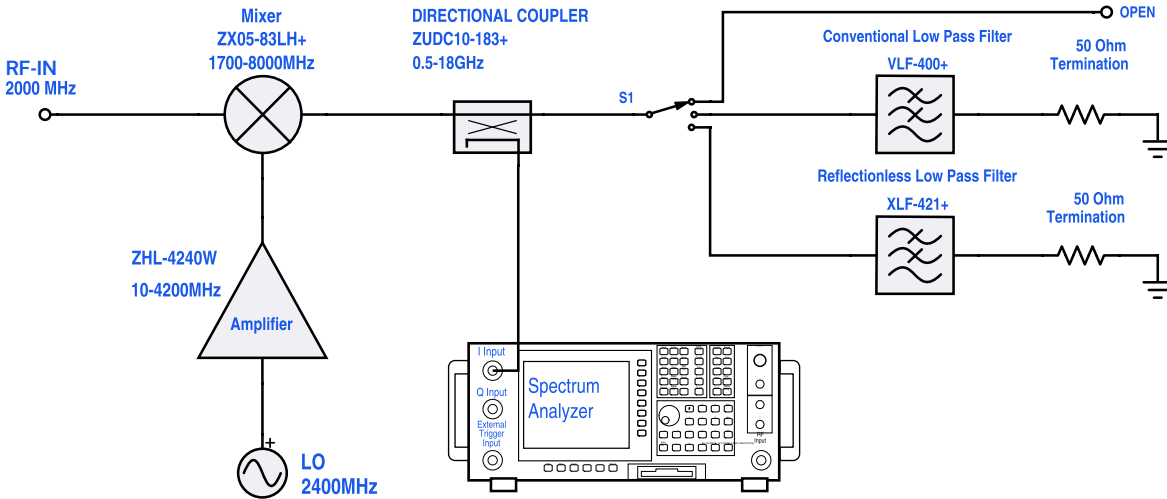 Mixer
ZX05-83LH+
1700-8000MHz
DIRECTIONAL COUPLER
ZUDC10-183+
0.5-18GHz
OPEN
Conventional Low Pass Filter
VLF-400+
50 Ohm
Termination
RF-IN
2000 MHz
S1
Reflectionless Low Pass Filter
XLF-421+
50 Ohm
Termination
ZHL-4240W
10-4200MHz
Amplifier
I Input
Q Input
External
Trigger
Input
Spectrum
Analyzer
RF
Input
+
LO
2400MHz